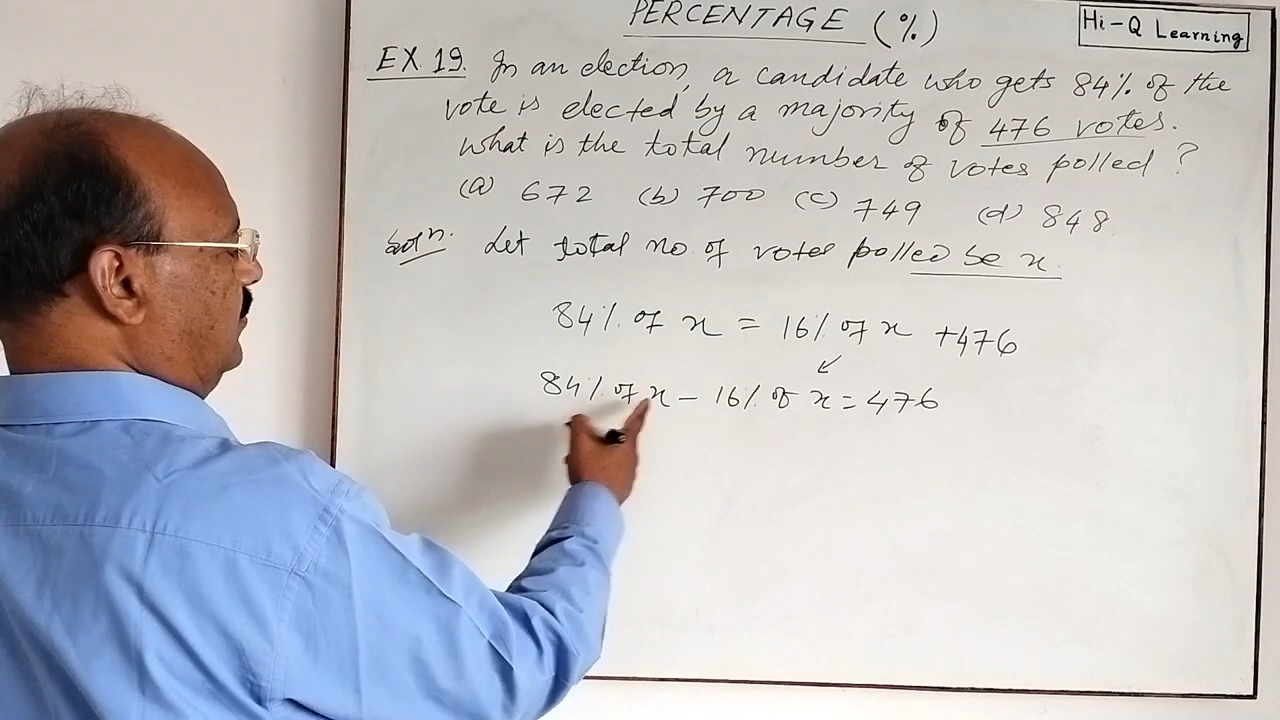 PERCENTAGE (%)
Hi-Q Learning
EX. 19. In an election, a candidate who gets 84% of the
vote is elected by a majority of 476 votes.
what is the total number of votes polled ?
(a) 672 (b) 700 (c) 749 (d) 848
Soln. Let total no. of votes polled be x.
84% of x = 16% of x +476
84% of x - 16% of x = 476